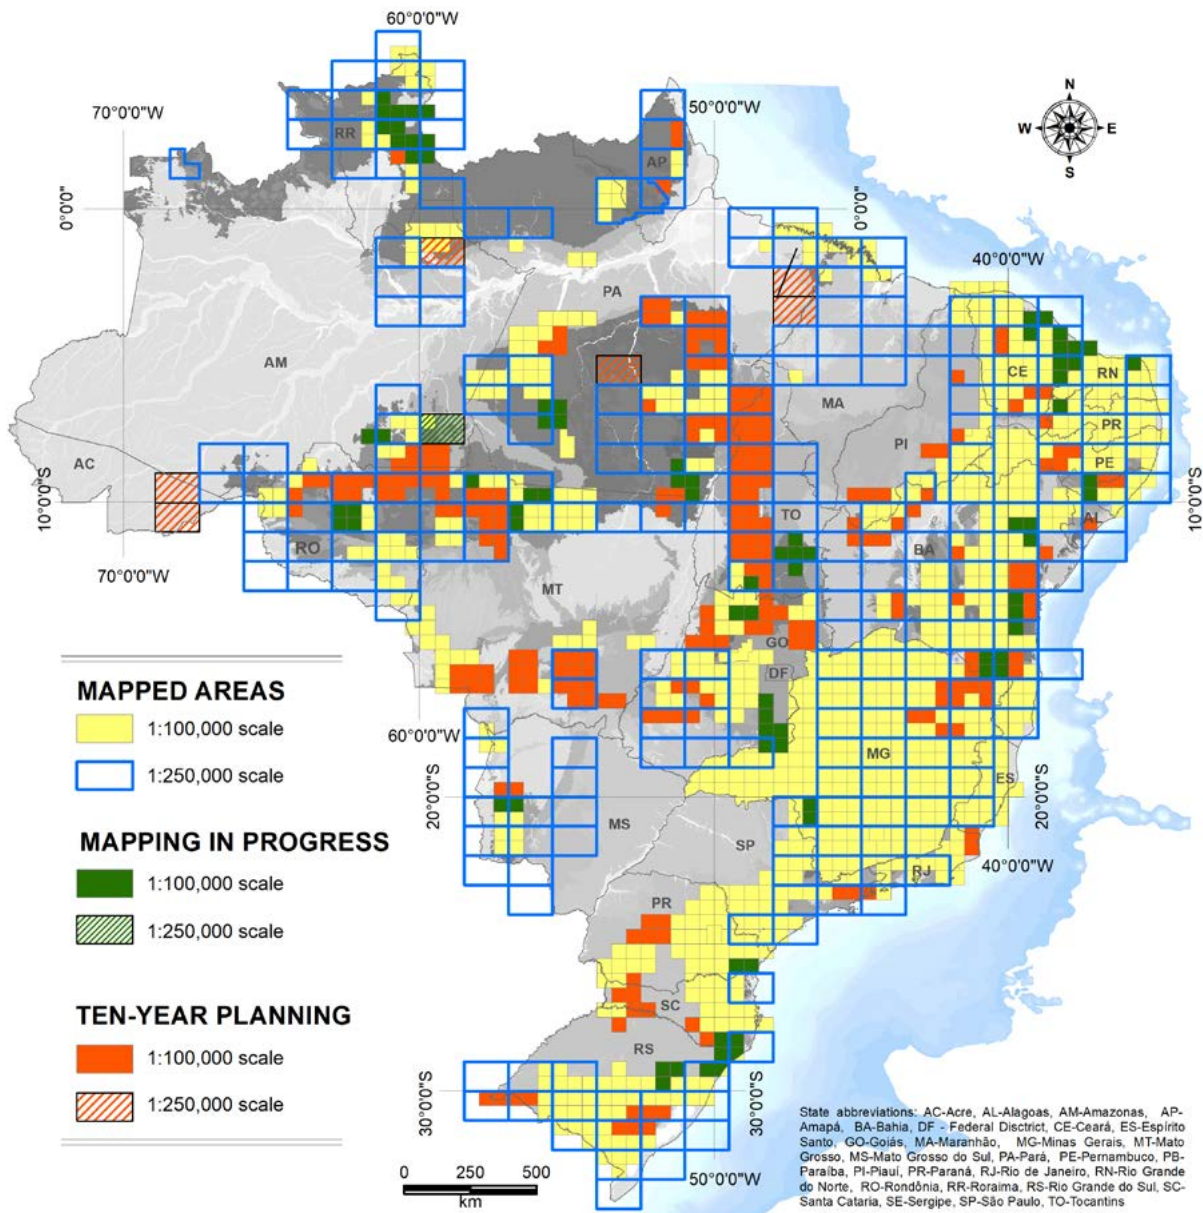 60°0'0"W
70°0'0"W
50°0'0"W
N
W E
S
RR
AP
0°0'0"
0°0'0"
40°0'0"W
PA
AM
CE
RN
MA
PI
PR
PE
AC
10°0'0"S
TO
AL
10°0'0"S
RO
BA
70°0'0"W
MT
GO
DF
MAPPED AREAS
1:100,000 scale
1:250,000 scale
60°0'0"W
MG
ES
20°0'0"S
20°0'0"S
MS
SP
MAPPING IN PROGRESS
1:100,000 scale
1:250,000 scale
40°0'0"W
RJ
PR
TEN-YEAR PLANNING
1:100,000 scale
1:250,000 scale
SC
RS
30°0'0"S
30°0'0"S
50°0'0"W
0 250 500
km
State abbreviations: AC-Acre, AL-Alagoas, AM-Amazonas, AP-
Amapá, BA-Bahia, DF - Federal Disctrict, CE-Ceará, ES-Espírito
Santo, GO-Goiás, MA-Maranhão, MG-Minas Gerais, MT-Mato
Grosso, MS-Mato Grosso do Sul, PA-Pará, PE-Pernambuco, PB-
Paraíba, PI-Piauí, PR-Paraná, RJ-Rio de Janeiro, RN-Rio Grande
do Norte, RO-Rondônia, RR-Roraima, RS-Rio Grande do Sul, SC-
Santa Catarina, SE-Sergipe, SP-São Paulo, TO-Tocantins